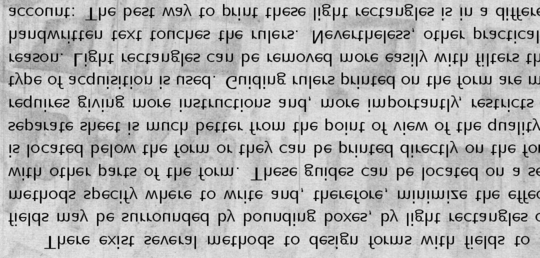 There exist several methods to design forms with fields to
fields may be surrounded by bounding boxes, by light rectangles o
methods specify where to write and, therefore, minimize the effec
with other parts of the form. These guides can be located on a se
is located below the form or they can be printed directly on the for
separate sheet is much better from the point of view of the quality
requires giving more instructions and, more importantly, restricts
type of acquisition is used. Guiding rulers printed on the form are m
reason. Light rectangles can be removed more easily with filters th
handwritten text touches the rulers. Nevertheless, other practical
account: The best way to print these light rectangles is in a differe